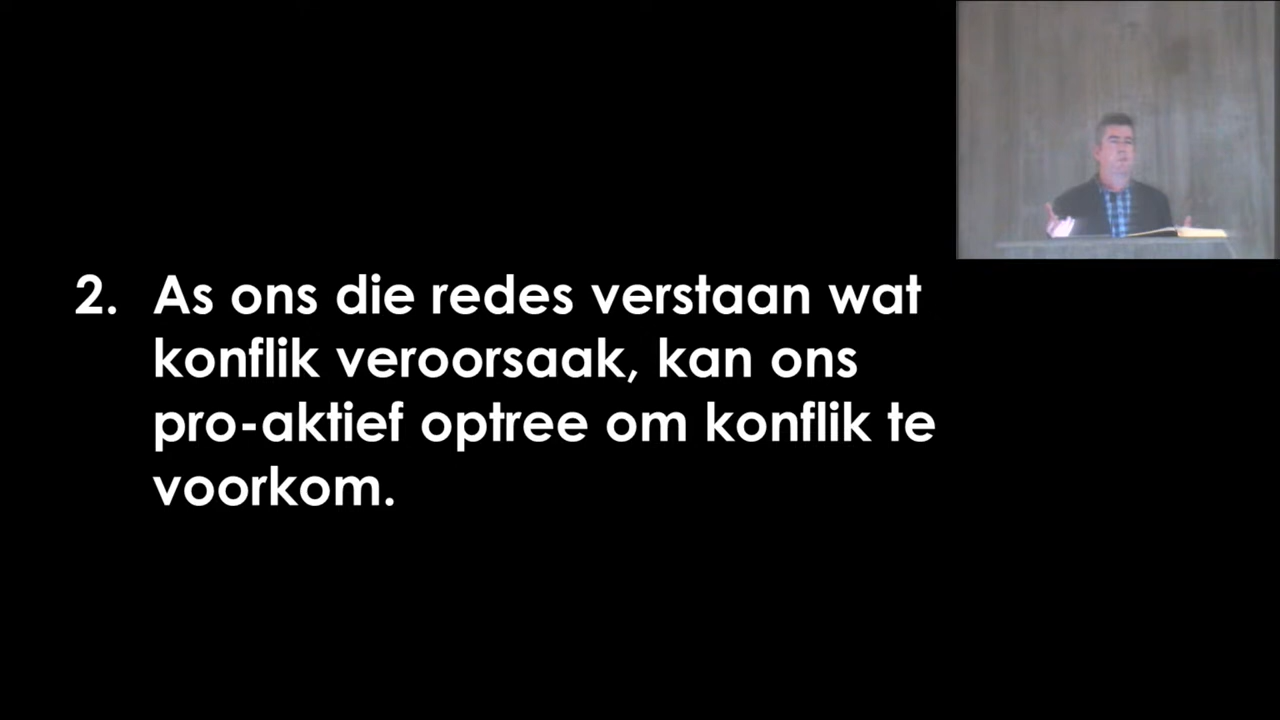 2. As ons die redes verstaan wat
konflik veroorsaak, kan ons
pro-aktief optree om konflik te
voorkom.